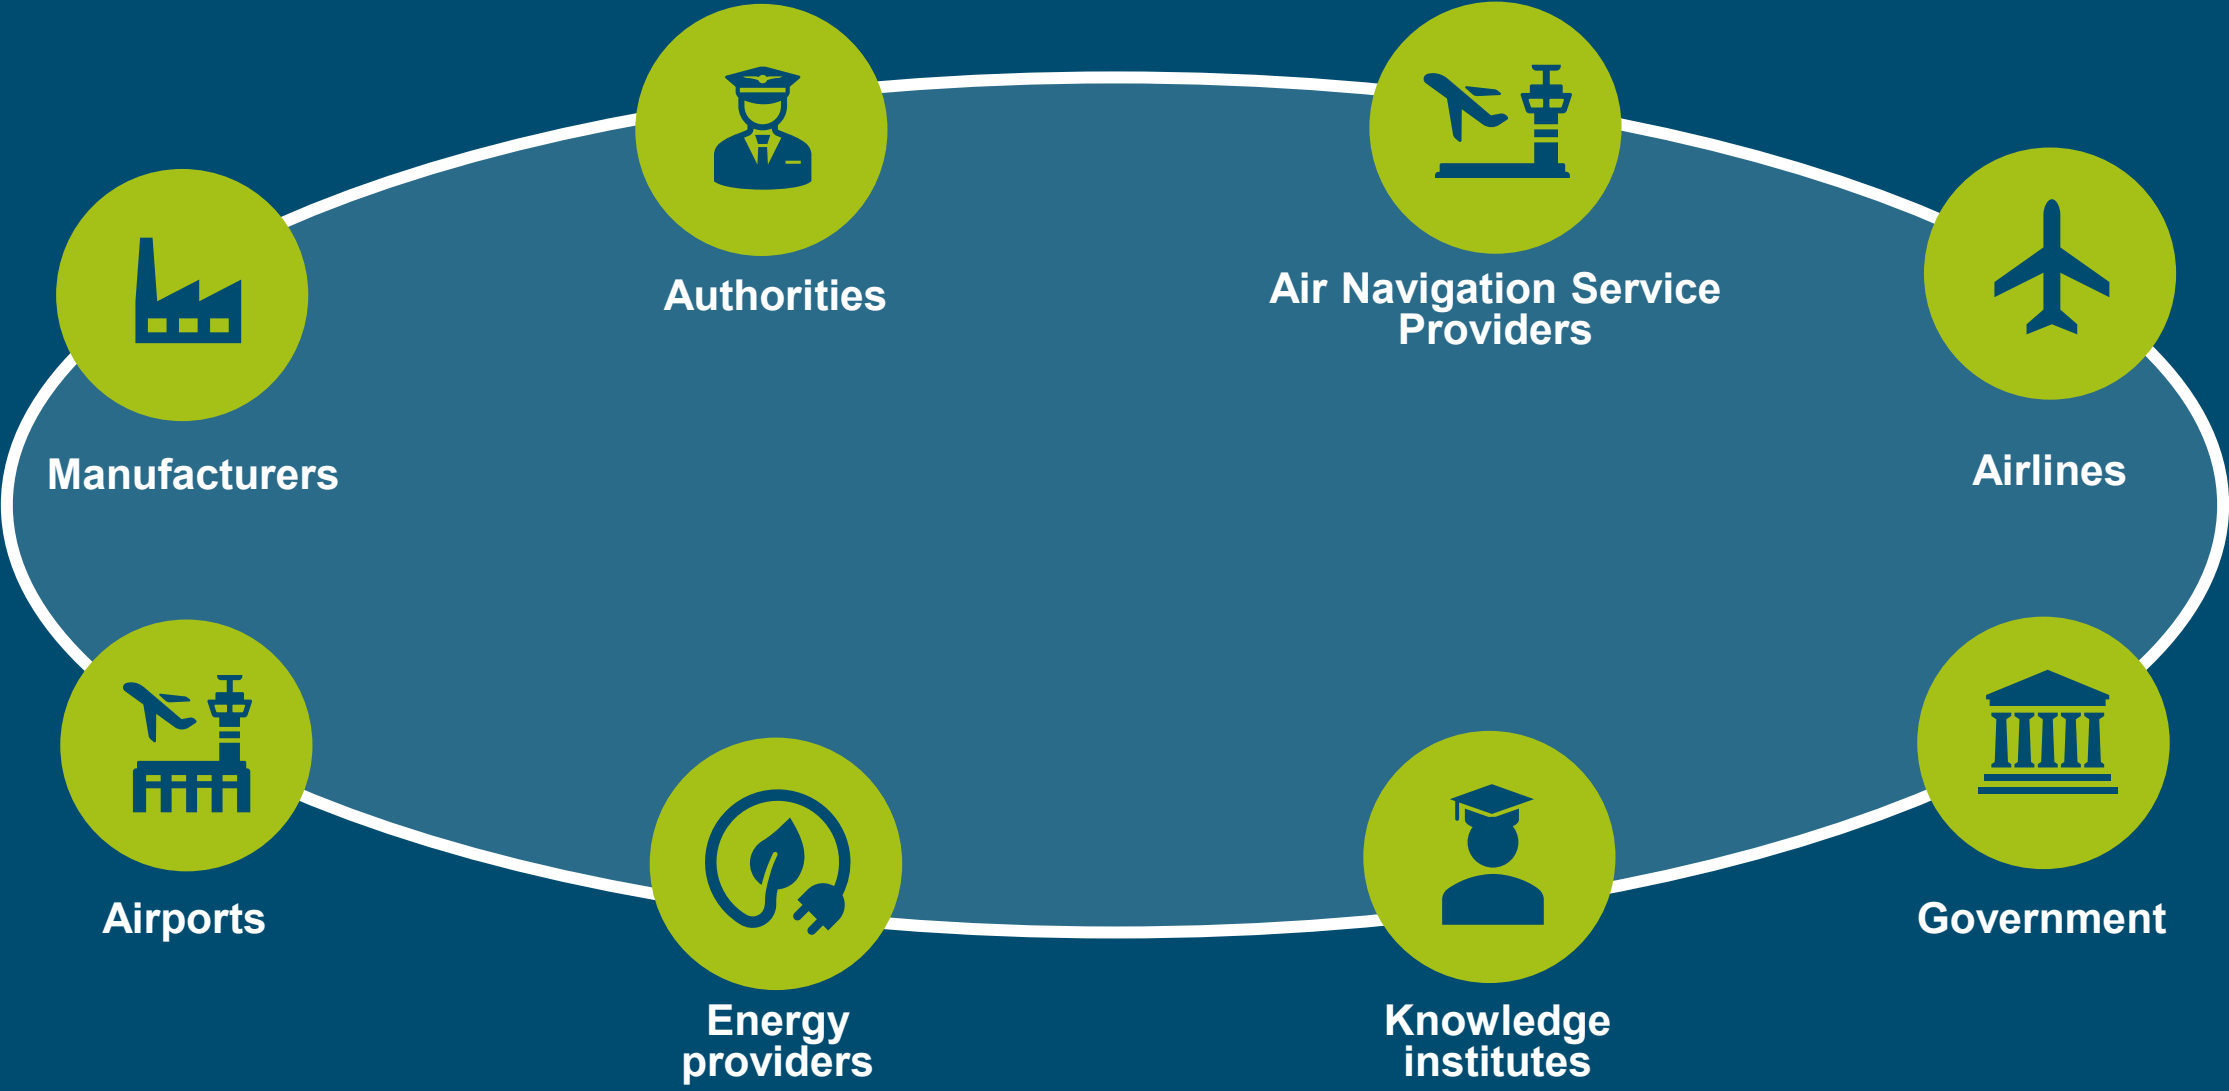 Authorities
Air Navigation Service
Providers
Manufacturers
Airlines
Airports
Government
Energy
providers
Knowledge
institutes